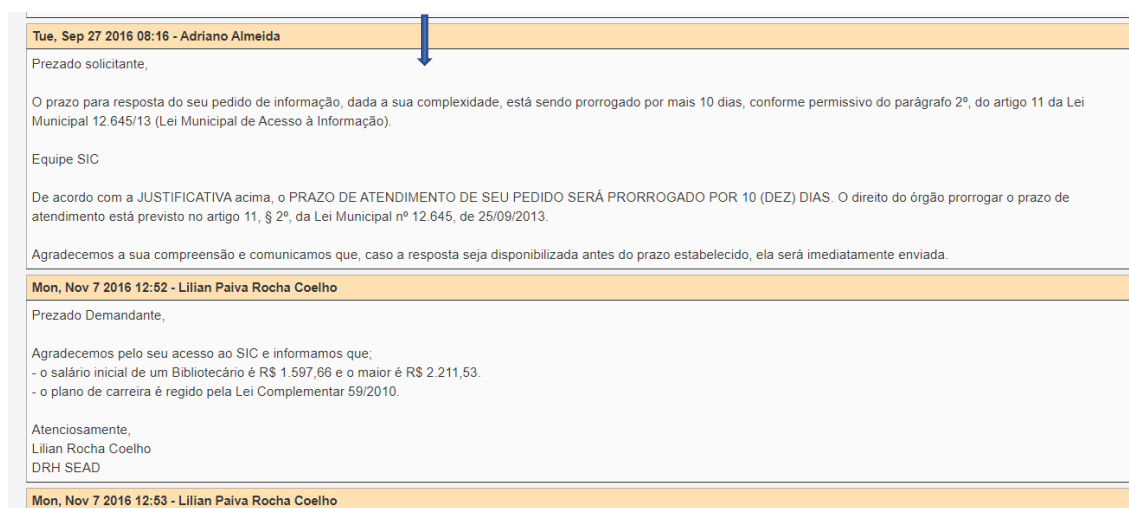 Tue, Sep 27 2016 08:16 - Adriano Almeida
Prezado solicitante,
O prazo para resposta do seu pedido de informação, dada a sua complexidade, está sendo prorrogado por mais 10 dias, conforme permissivo do parágrafo 2º, do artigo 11 da Lei
Municipal 12.645/13 (Lei Municipal de Acesso à Informação).
Equipe SIC
De acordo com a JUSTIFICATIVA acima, o PRAZO DE ATENDIMENTO DE SEU PEDIDO SERÁ PRORROGADO POR 10 (DEZ) DIAS. O direito do órgão prorrogar o prazo de
atendimento está previsto no artigo 11, § 2º, da Lei Municipal nº 12.645, de 25/09/2013.
Agradecemos a sua compreensão e comunicamos que, caso a resposta seja disponibilizada antes do prazo estabelecido, ela será imediatamente enviada.
Mon, Nov 7 2016 12:52 - Lilian Paiva Rocha Coelho
Prezado Demandante,
Agradecemos pelo seu acesso ao SIC e informamos que;
- o salário inicial de um Bibliotecário é R$ 1.597,66 e o maior é R$ 2.211,53.
- o plano de carreira é regido pela Lei Complementar 59/2010.
Atenciosamente,
Lilian Rocha Coelho
DRH SEAD
Mon, Nov 7 2016 12:53 - Lilian Paiva Rocha Coelho